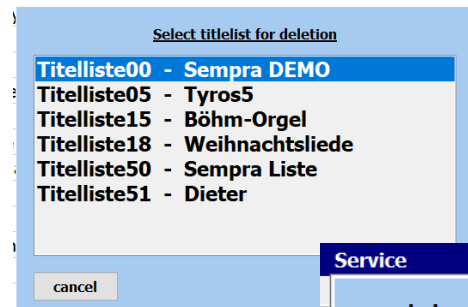 Select titlelist for deletion
Titelliste00 - Sempra DEMO
Titelliste05 - Tyros5
Titelliste15 - Böhm-Orgel
Titelliste18 - Weihnachtsliede
Titelliste50 - Sempra Liste
Titelliste51 - Dieter
Service
cancel